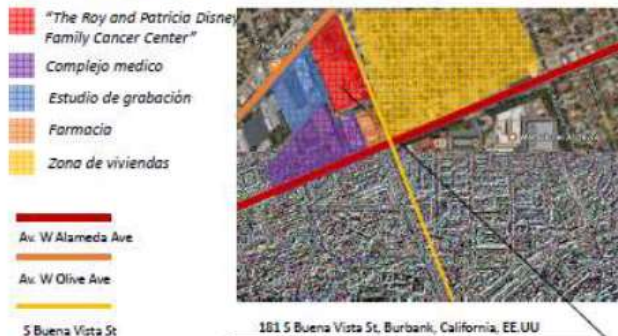 “The Roy and Patricia Disney
Family Cancer Center”
Complejo medico
Estudio de grabación
Farmacia
Zona de viviendas
Av. W Alameda Ave
Av. W Olive Ave
S Buena Vista St
181 S Buena Vista St, Burbank, California, EE.UU